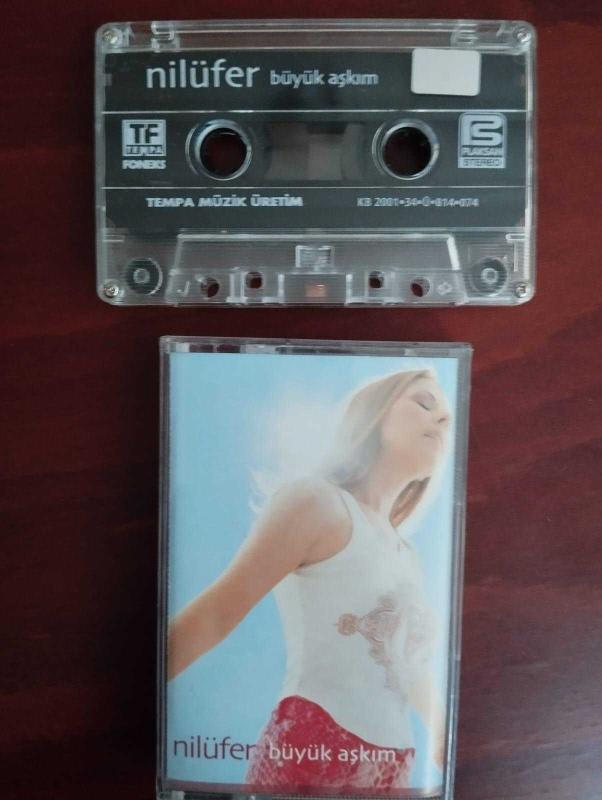 nilüfer büyük aşkım
TF
TEMPA
FONEKS
PS
PLAKSAN
STEREO
TEMPA MÜZİK ÜRETİM
KB 2001•34•Ü•814•074
nilüfer büyük aşkım